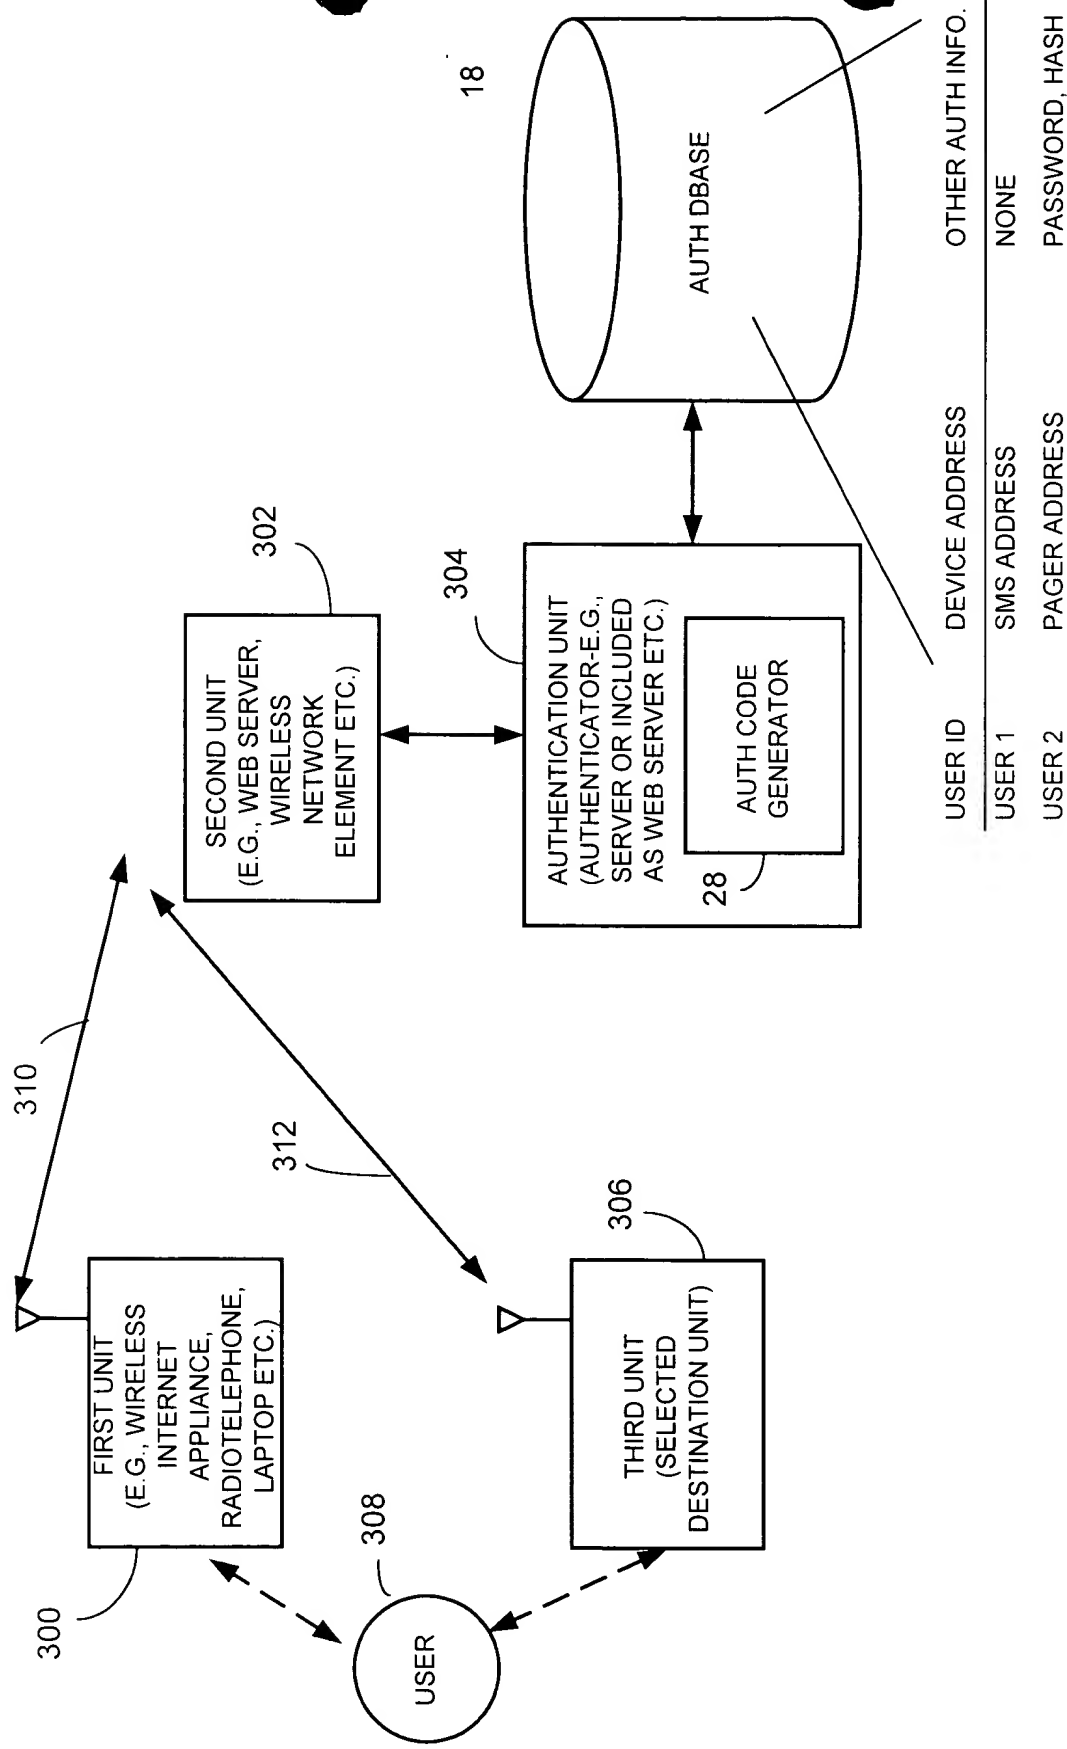 300
FIRST UNIT
(E.G., WIRELESS
INTERNET
APPLIANCE,
RADIOTELEPHONE,
LAPTOP ETC.)
310
312
308
USER
306
THIRD UNIT
(SELECTED
DESTINATION UNIT)
302
SECOND UNIT
(E.G., WEB SERVER,
WIRELESS
NETWORK
ELEMENT ETC.)
304
AUTHENTICATION UNIT
(AUTHENTICATOR-E.G.,
SERVER OR INCLUDED
AS WEB SERVER ETC.)
28
AUTH CODE
GENERATOR
18
AUTH DBASE
USER ID DEVICE ADDRESS OTHER AUTH INFO.
USER 1 SMS ADDRESS NONE
USER 2 PAGER ADDRESS PASSWORD, HASH